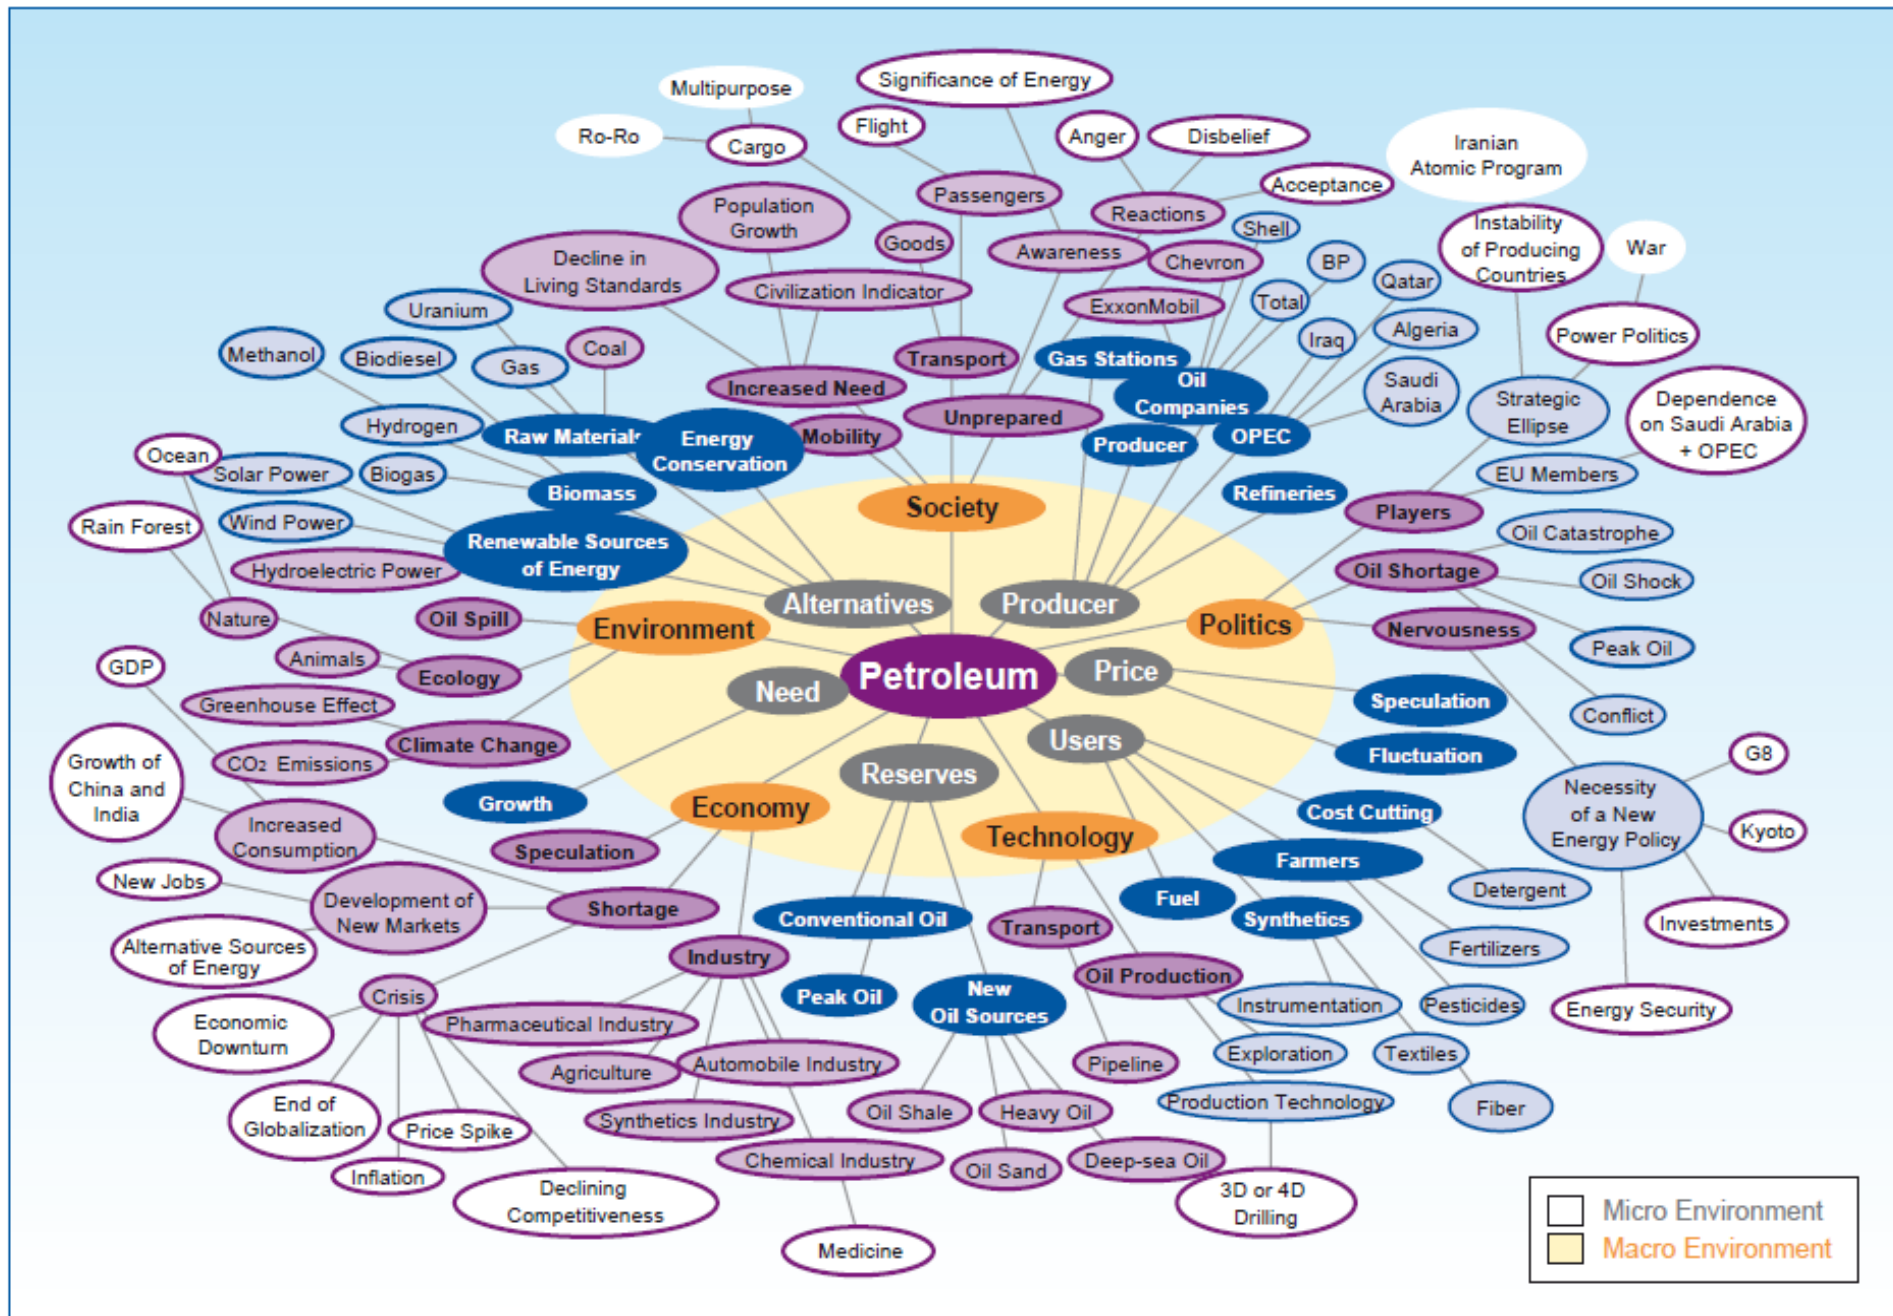 Significance of Energy
Multipurpose
Flight
Anger
Disbelief
Ro-Ro
Cargo
Iranian
Atomic Program
Passengers
Acceptance
Population
Growth
Reactions
Shell
Instability
of Producing
Countries
War
Goods
Awareness
Chevron
BP
Qatar
Decline in
Living Standards
Civilization Indicator
ExxonMobil
Total
Uranium
Iraq
Algeria
Power Politics
Methanol
Biodiesel
Gas
Coal
Transport
Gas Stations
Increased Need
Oil
Companies
Saudi
Arabia
Strategic
Ellipse
Dependence
on Saudi Arabia
+ OPEC
Hydrogen
Raw Materials
Energy
Conservation
Mobility
Unprepared
Producer
OPEC
Ocean
Solar Power
Biogas
Biomass
EU Members
Refineries
Rain Forest
Wind Power
Society
Players
Renewable Sources
of Energy
Oil Catastrophe
Hydroelectric Power
Oil Shortage
Oil Shock
Nature
Oil Spill
Alternatives
Producer
Environment
Politics
Nervousness
Peak Oil
GDP
Animals
Ecology
Petroleum
Price
Need
Greenhouse Effect
Speculation
Conflict
Climate Change
Users
Fluctuation
G8
Growth of
China and
India
CO2 Emissions
Reserves
Necessity
of a New
Energy Policy
Growth
Economy
Cost Cutting
Kyoto
Increased
Consumption
Technology
Speculation
Farmers
New Jobs
Development of
New Markets
Shortage
Fuel
Detergent
Conventional Oil
Transport
Synthetics
Investments
Alternative Sources
of Energy
Industry
Fertilizers
Oil Production
Crisis
Peak Oil
New
Oil Sources
Instrumentation
Pesticides
Energy Security
Economic
Downturn
Pharmaceutical Industry
Exploration
Textiles
Agriculture
Automobile Industry
Pipeline
End of
Globalization
Price Spike
Synthetics Industry
Oil Shale
Heavy Oil
Production Technology
Fiber
Inflation
Chemical Industry
Oil Sand
Deep-sea Oil
Declining
Competitiveness
3D or 4D
Drilling
Medicine
Micro Environment
Macro Environment